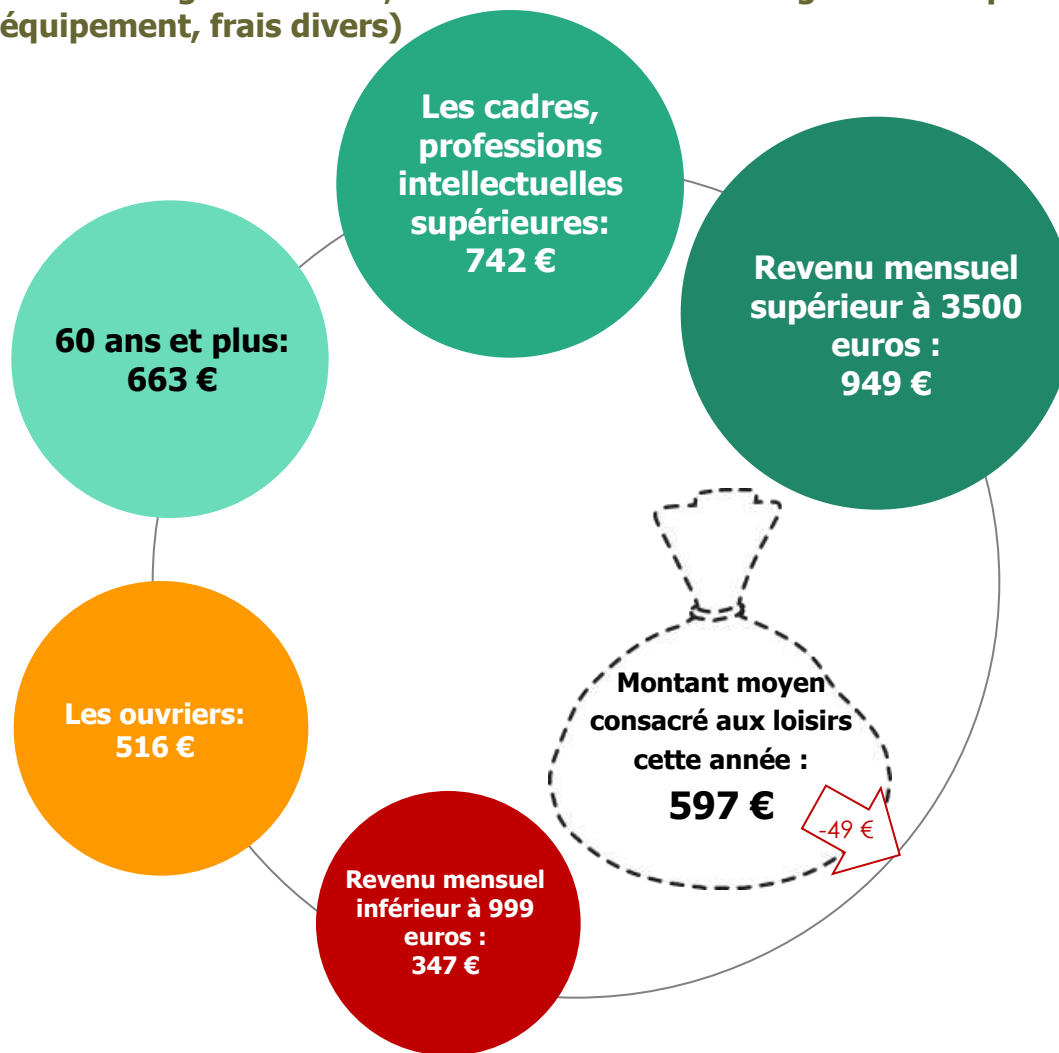 équipement, frais divers)
Les cadres,
professions
intellectuelles
supérieures:
742 €
Revenu mensuel
supérieur à 3500
euros :
949 €
60 ans et plus:
663 €
Les ouvriers:
516 €
Revenu mensuel
inférieur à 999
euros :
347 €
Montant moyen
consacré aux loisirs
cette année :
597 €
-49 €